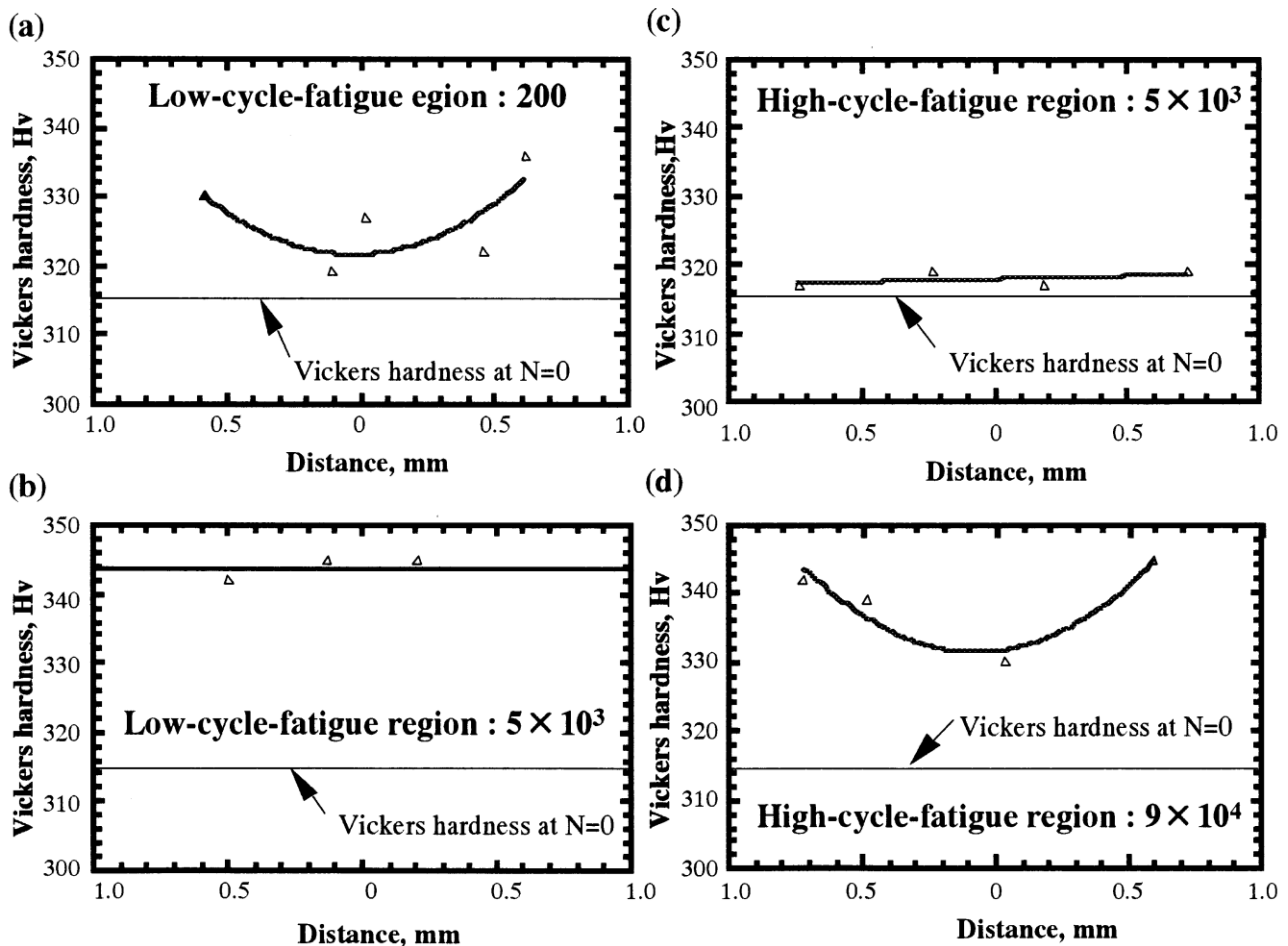 (a)
350
340
330
320
310
300
Vickers hardness, Hv
Low-cycle-fatigue egion : 200
Vickers hardness at N=0
1.0 0.5 0 0.5 1.0
Distance, mm
(b)
350
340
330
320
310
300
Vickers hardness, Hv
Low-cycle-fatigue region : 5×10³
Vickers hardness at N=0
1.0 0.5 0 0.5 1.0
Distance, mm
(c)
350
340
330
320
310
300
Vickers hardness,Hv
High-cycle-fatigue region : 5×10³
Vickers hardness at N=0
1.0 0.5 0 0.5 1.0
Distance, mm
(d)
350
340
330
320
310
300
Vickers hardness, Hv
Vickers hardness at N=0
High-cycle-fatigue region : 9×10⁴
1.0 0.5 0 0.5 1.0
Distance, mm